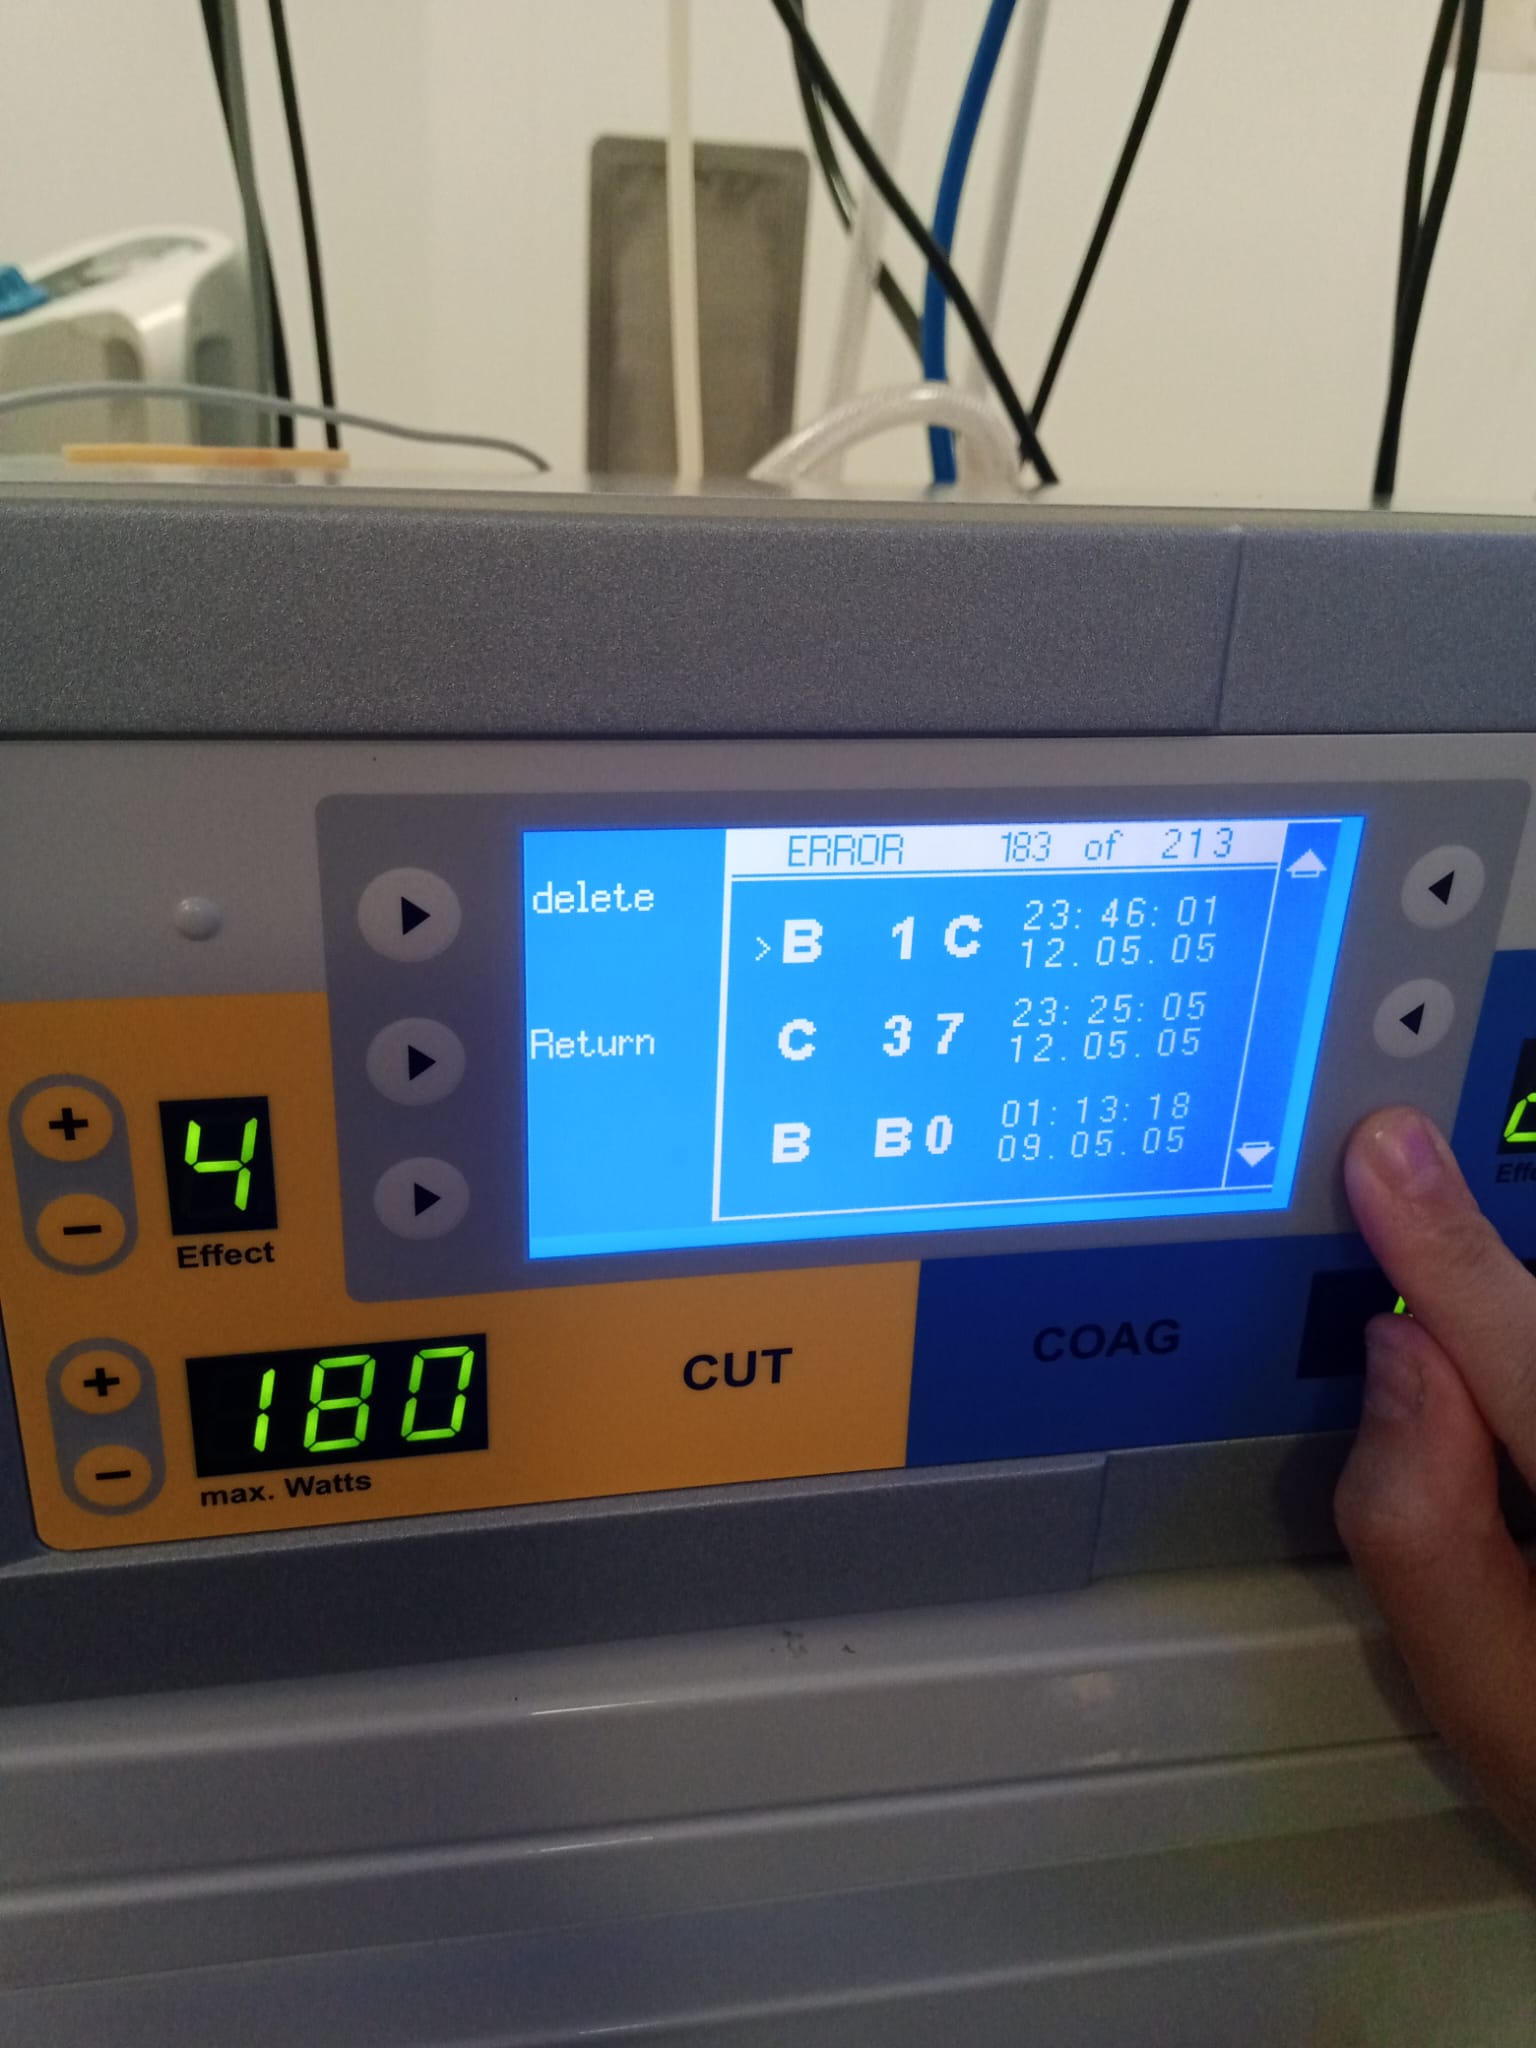 ERROR 183 of 213
delete
>B 1C 23:46:01
12.05.05
C 37 23:25:05
12.05.05
Return
B B0 01:13:18
09.05.05
+
4
−
Effect
+
180
−
max. Watts
CUT
COAG